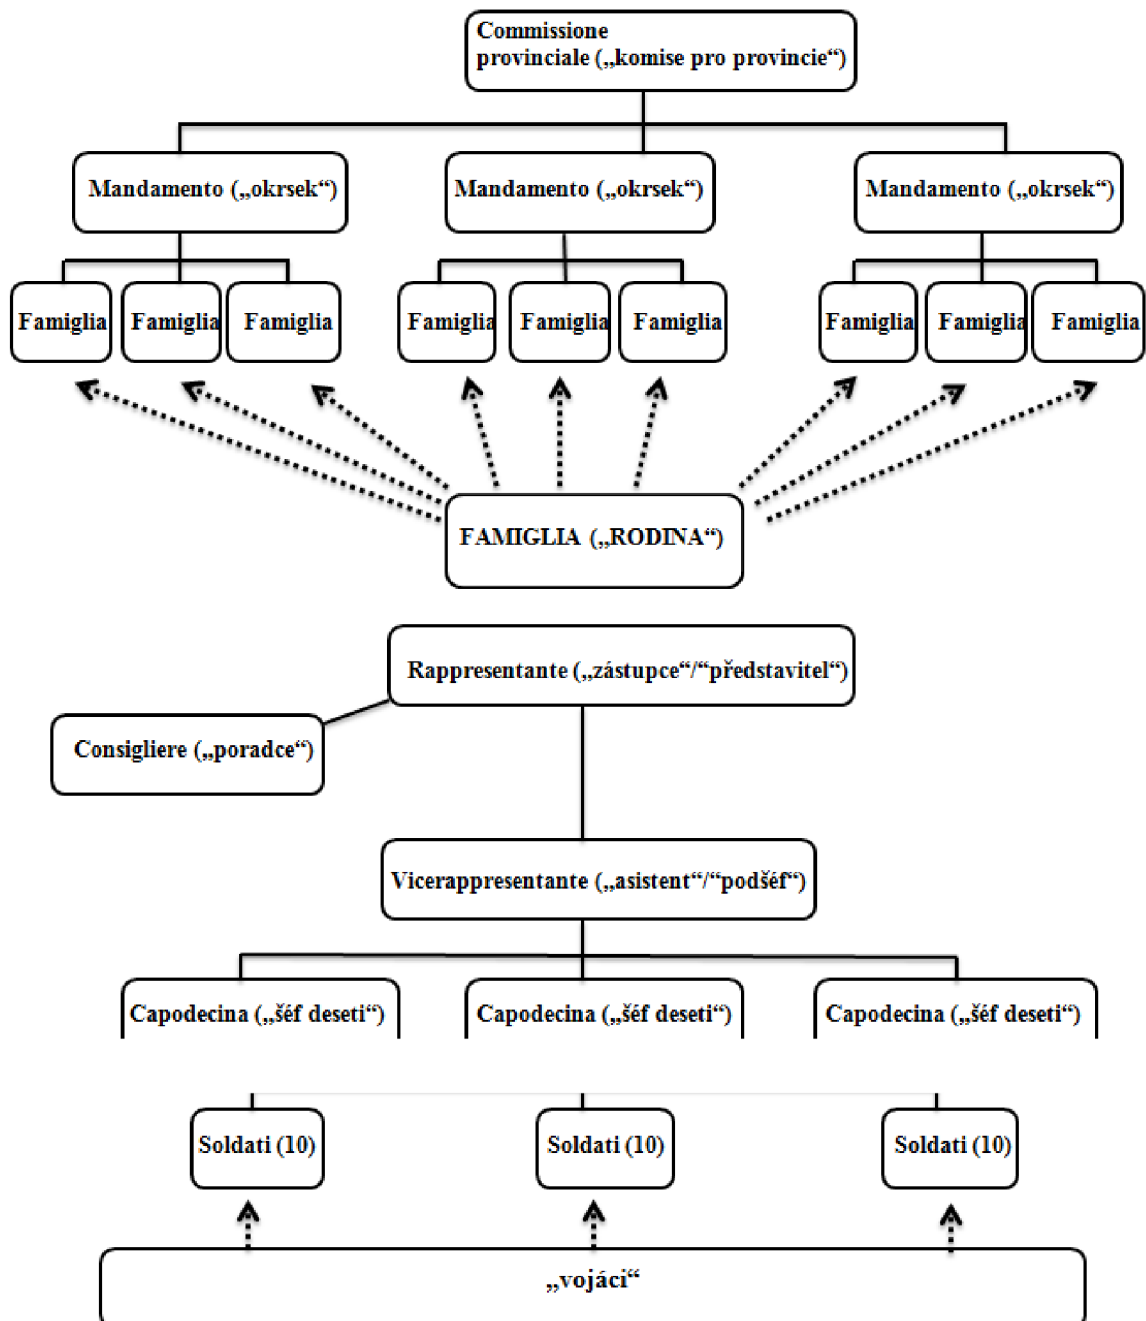 Commissione
provinciale („komise pro provincie“)
Mandamento („okrsek“)
Mandamento („okrsek“)
Mandamento („okrsek“)
Famiglia
Famiglia
Famiglia
Famiglia
Famiglia
Famiglia
Famiglia
Famiglia
Famiglia
FAMIGLIA („RODINA“)
Rappresentante („zástupce“/“představitel“)
Consigliere („poradce“)
Vicerappresentante („asistent“/“podšéf“)
Capodecina („šéf deseti“)
Capodecina („šéf deseti“)
Capodecina („šéf deseti“)
Soldati (10)
Soldati (10)
Soldati (10)
„vojáci“